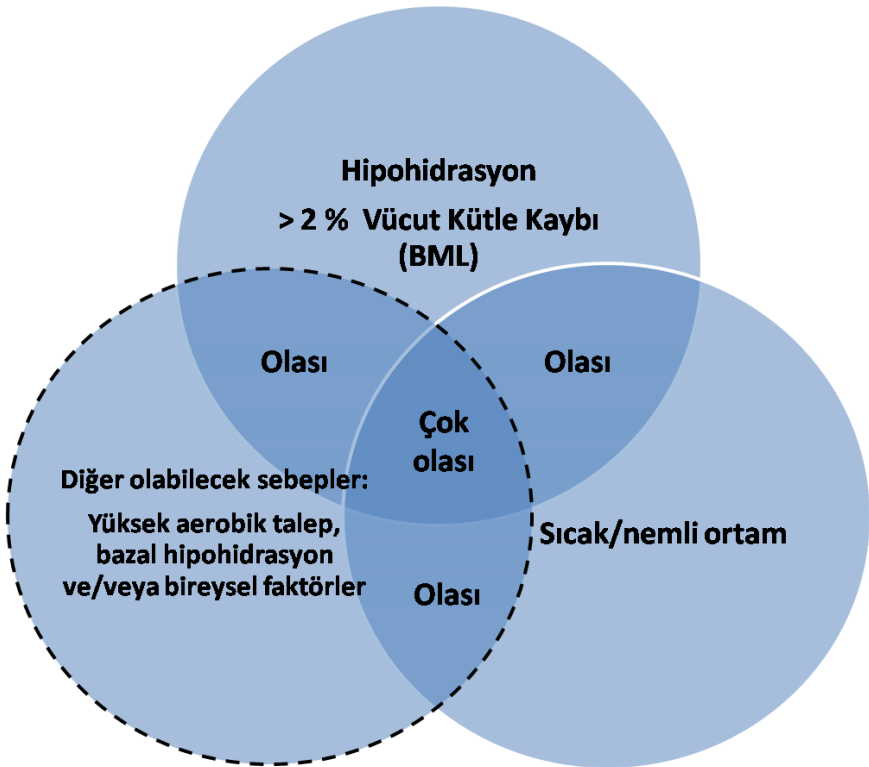 Hipohidrasyon
> 2 % Vücut Kütle Kaybı
(BML)
Olası
Olası
Çok
olası
Diğer olabilecek sebepler:
Yüksek aerobik talep,
bazal hipohidrasyon
ve/veya bireysel faktörler
Sıcak/nemli ortam
Olası